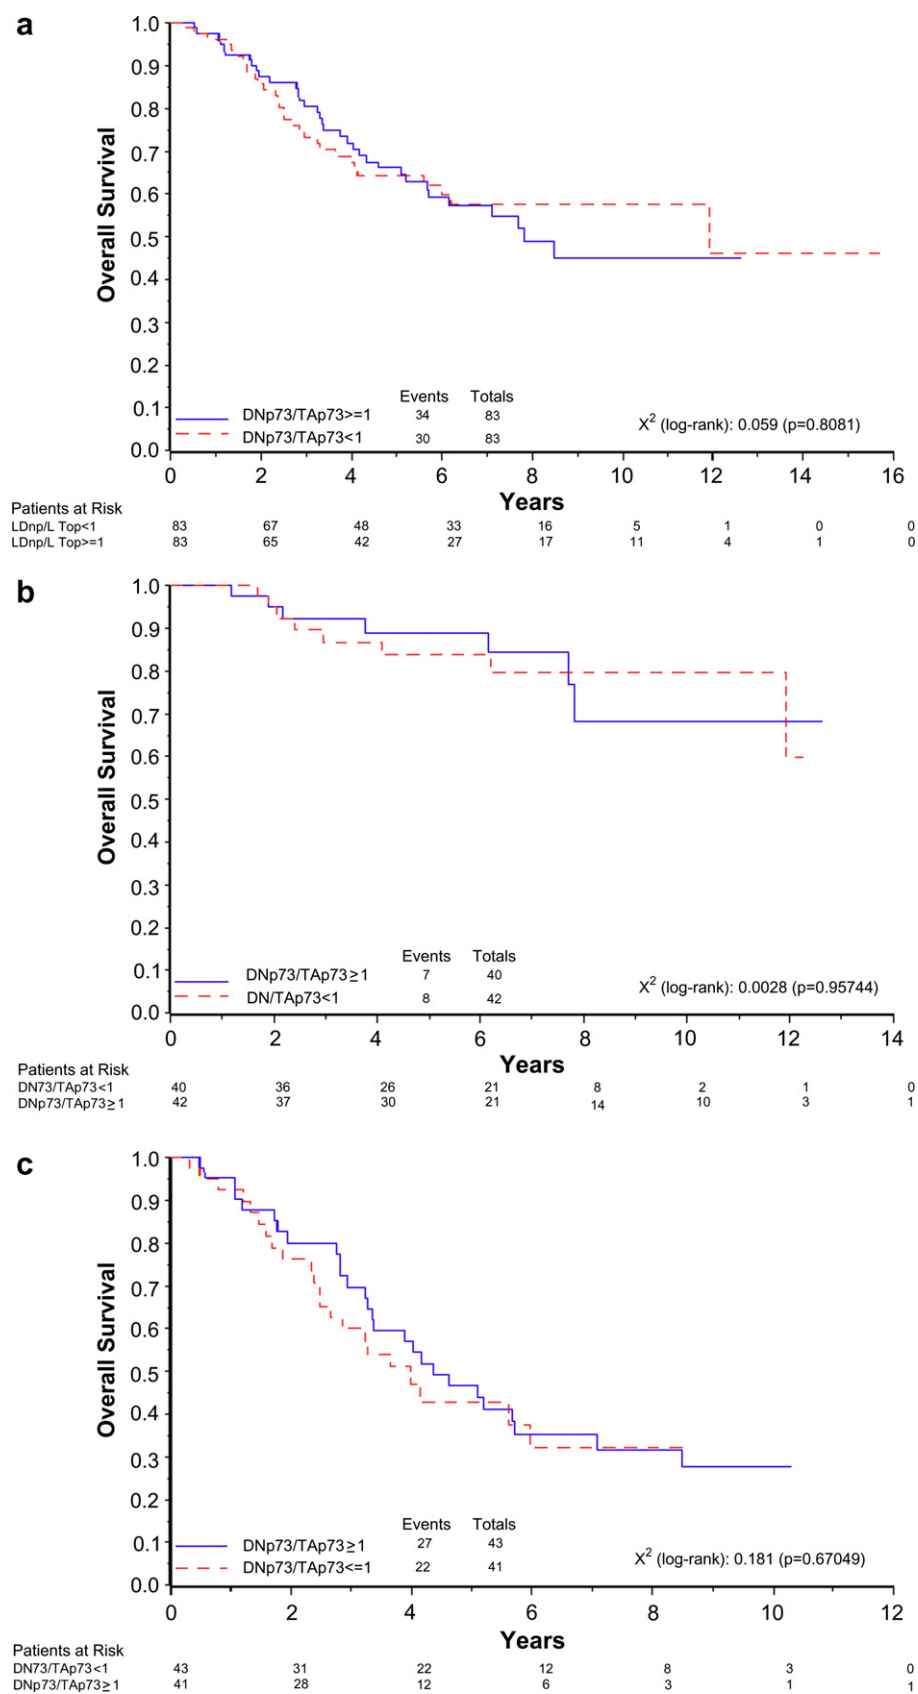 a
1.0
0.9
0.8
0.7
0.6
0.5
0.4
0.3
0.2
0.1
0.0
Overall Survival
Events Totals
DNp73/TAp73>=1 34 83
DNp73/TAp73<1 30 83
X² (log-rank): 0.059 (p=0.8081)
0 2 4 6 8 10 12 14 16
Years
Patients at Risk
LDnp/L Top<1 83 67 48 33 16 5 1 0 0
LDnp/L Top>=1 83 65 42 27 17 11 4 1 0
b
1.0
0.9
0.8
0.7
0.6
0.5
0.4
0.3
0.2
0.1
0.0
Overall Survival
Events Totals
DNp73/TAp73≥1 7 40
DN/TAp73<1 8 42
X² (log-rank): 0.0028 (p=0.95744)
0 2 4 6 8 10 12 14
Years
Patients at Risk
DN73/TAp73<1 40 36 26 21 8 2 1 0
DNp73/TAp73≥1 42 37 30 21 14 10 3 1
c
1.0
0.9
0.8
0.7
0.6
0.5
0.4
0.3
0.2
0.1
0.0
Overall Survival
Events Totals
DNp73/TAp73≥1 27 43
DNp73/TAp73<=1 22 41
X² (log-rank): 0.181 (p=0.67049)
0 2 4 6 8 10 12
Years
Patients at Risk
DN73/TAp73<1 43 31 22 12 8 3 0
DNp73/TAp73≥1 41 28 12 6 3 1 1